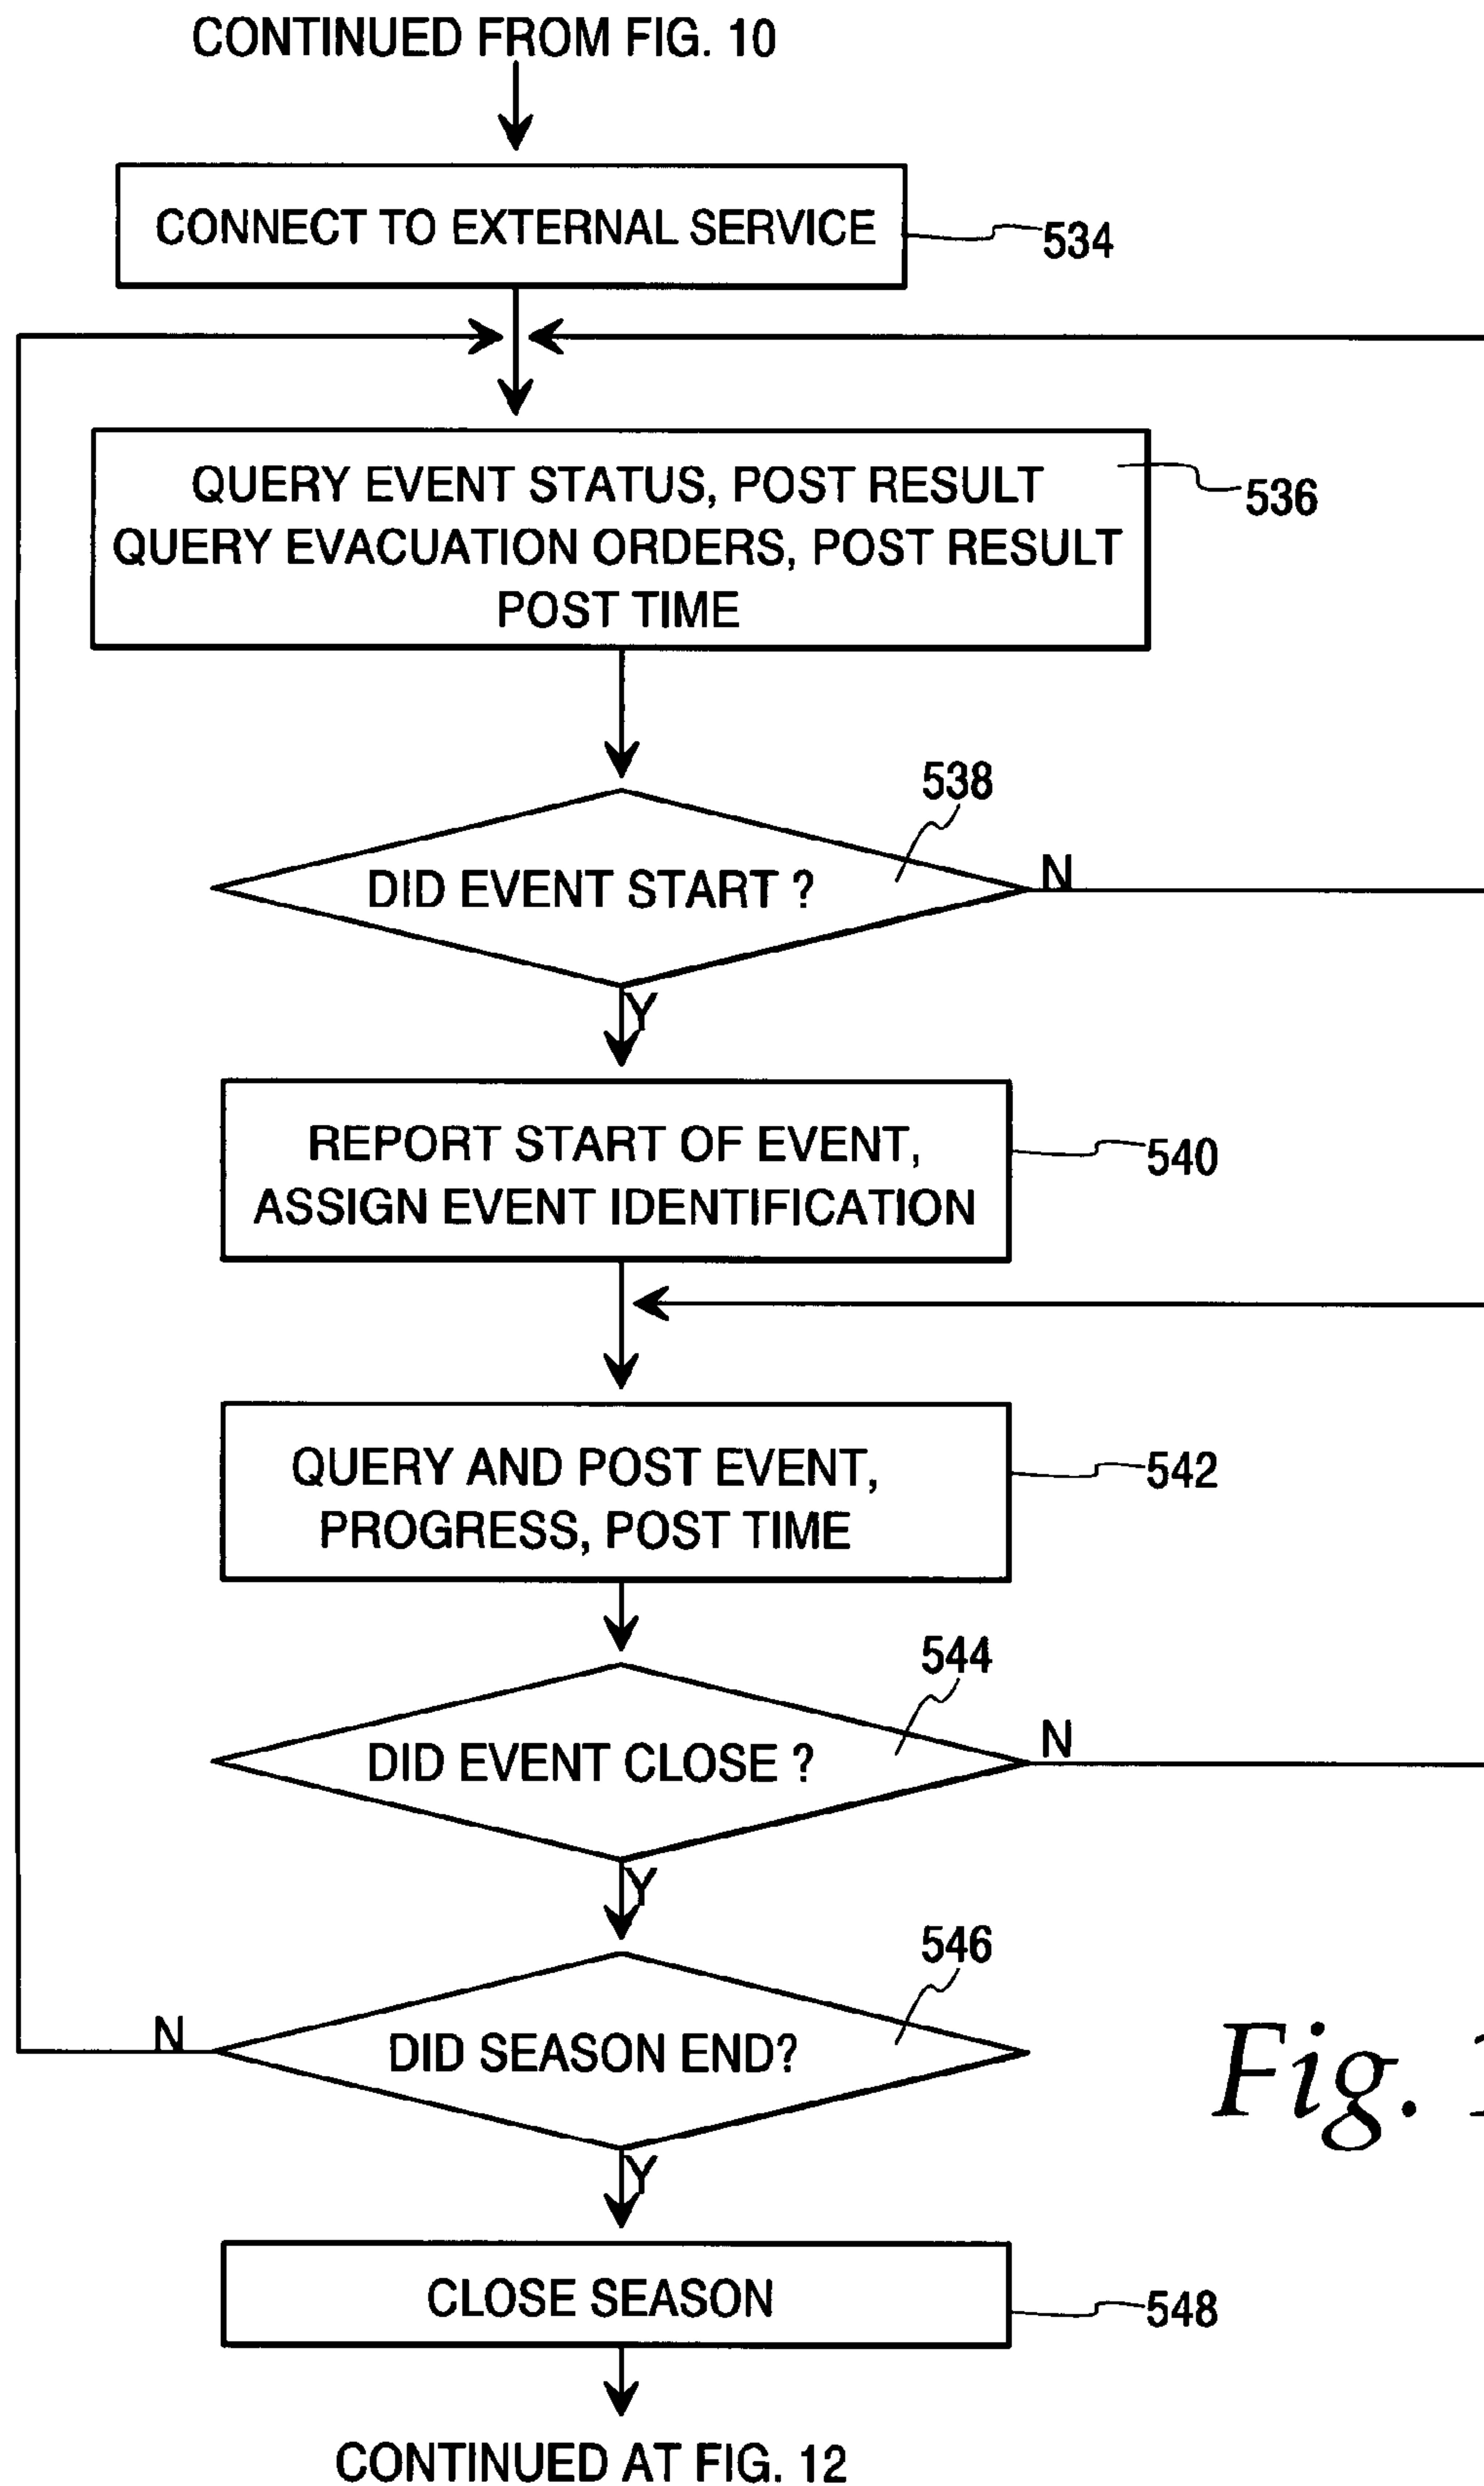 CONTINUED FROM FIG. 10
CONNECT TO EXTERNAL SERVICE
534
QUERY EVENT STATUS, POST RESULT
QUERY EVACUATION ORDERS, POST RESULT
POST TIME
536
538
DID EVENT START ?
N
Y
REPORT START OF EVENT,
ASSIGN EVENT IDENTIFICATION
540
QUERY AND POST EVENT,
PROGRESS, POST TIME
542
544
DID EVENT CLOSE ?
N
Y
546
DID SEASON END?
N
Y
Fig.
CLOSE SEASON
548
CONTINUED AT FIG. 12